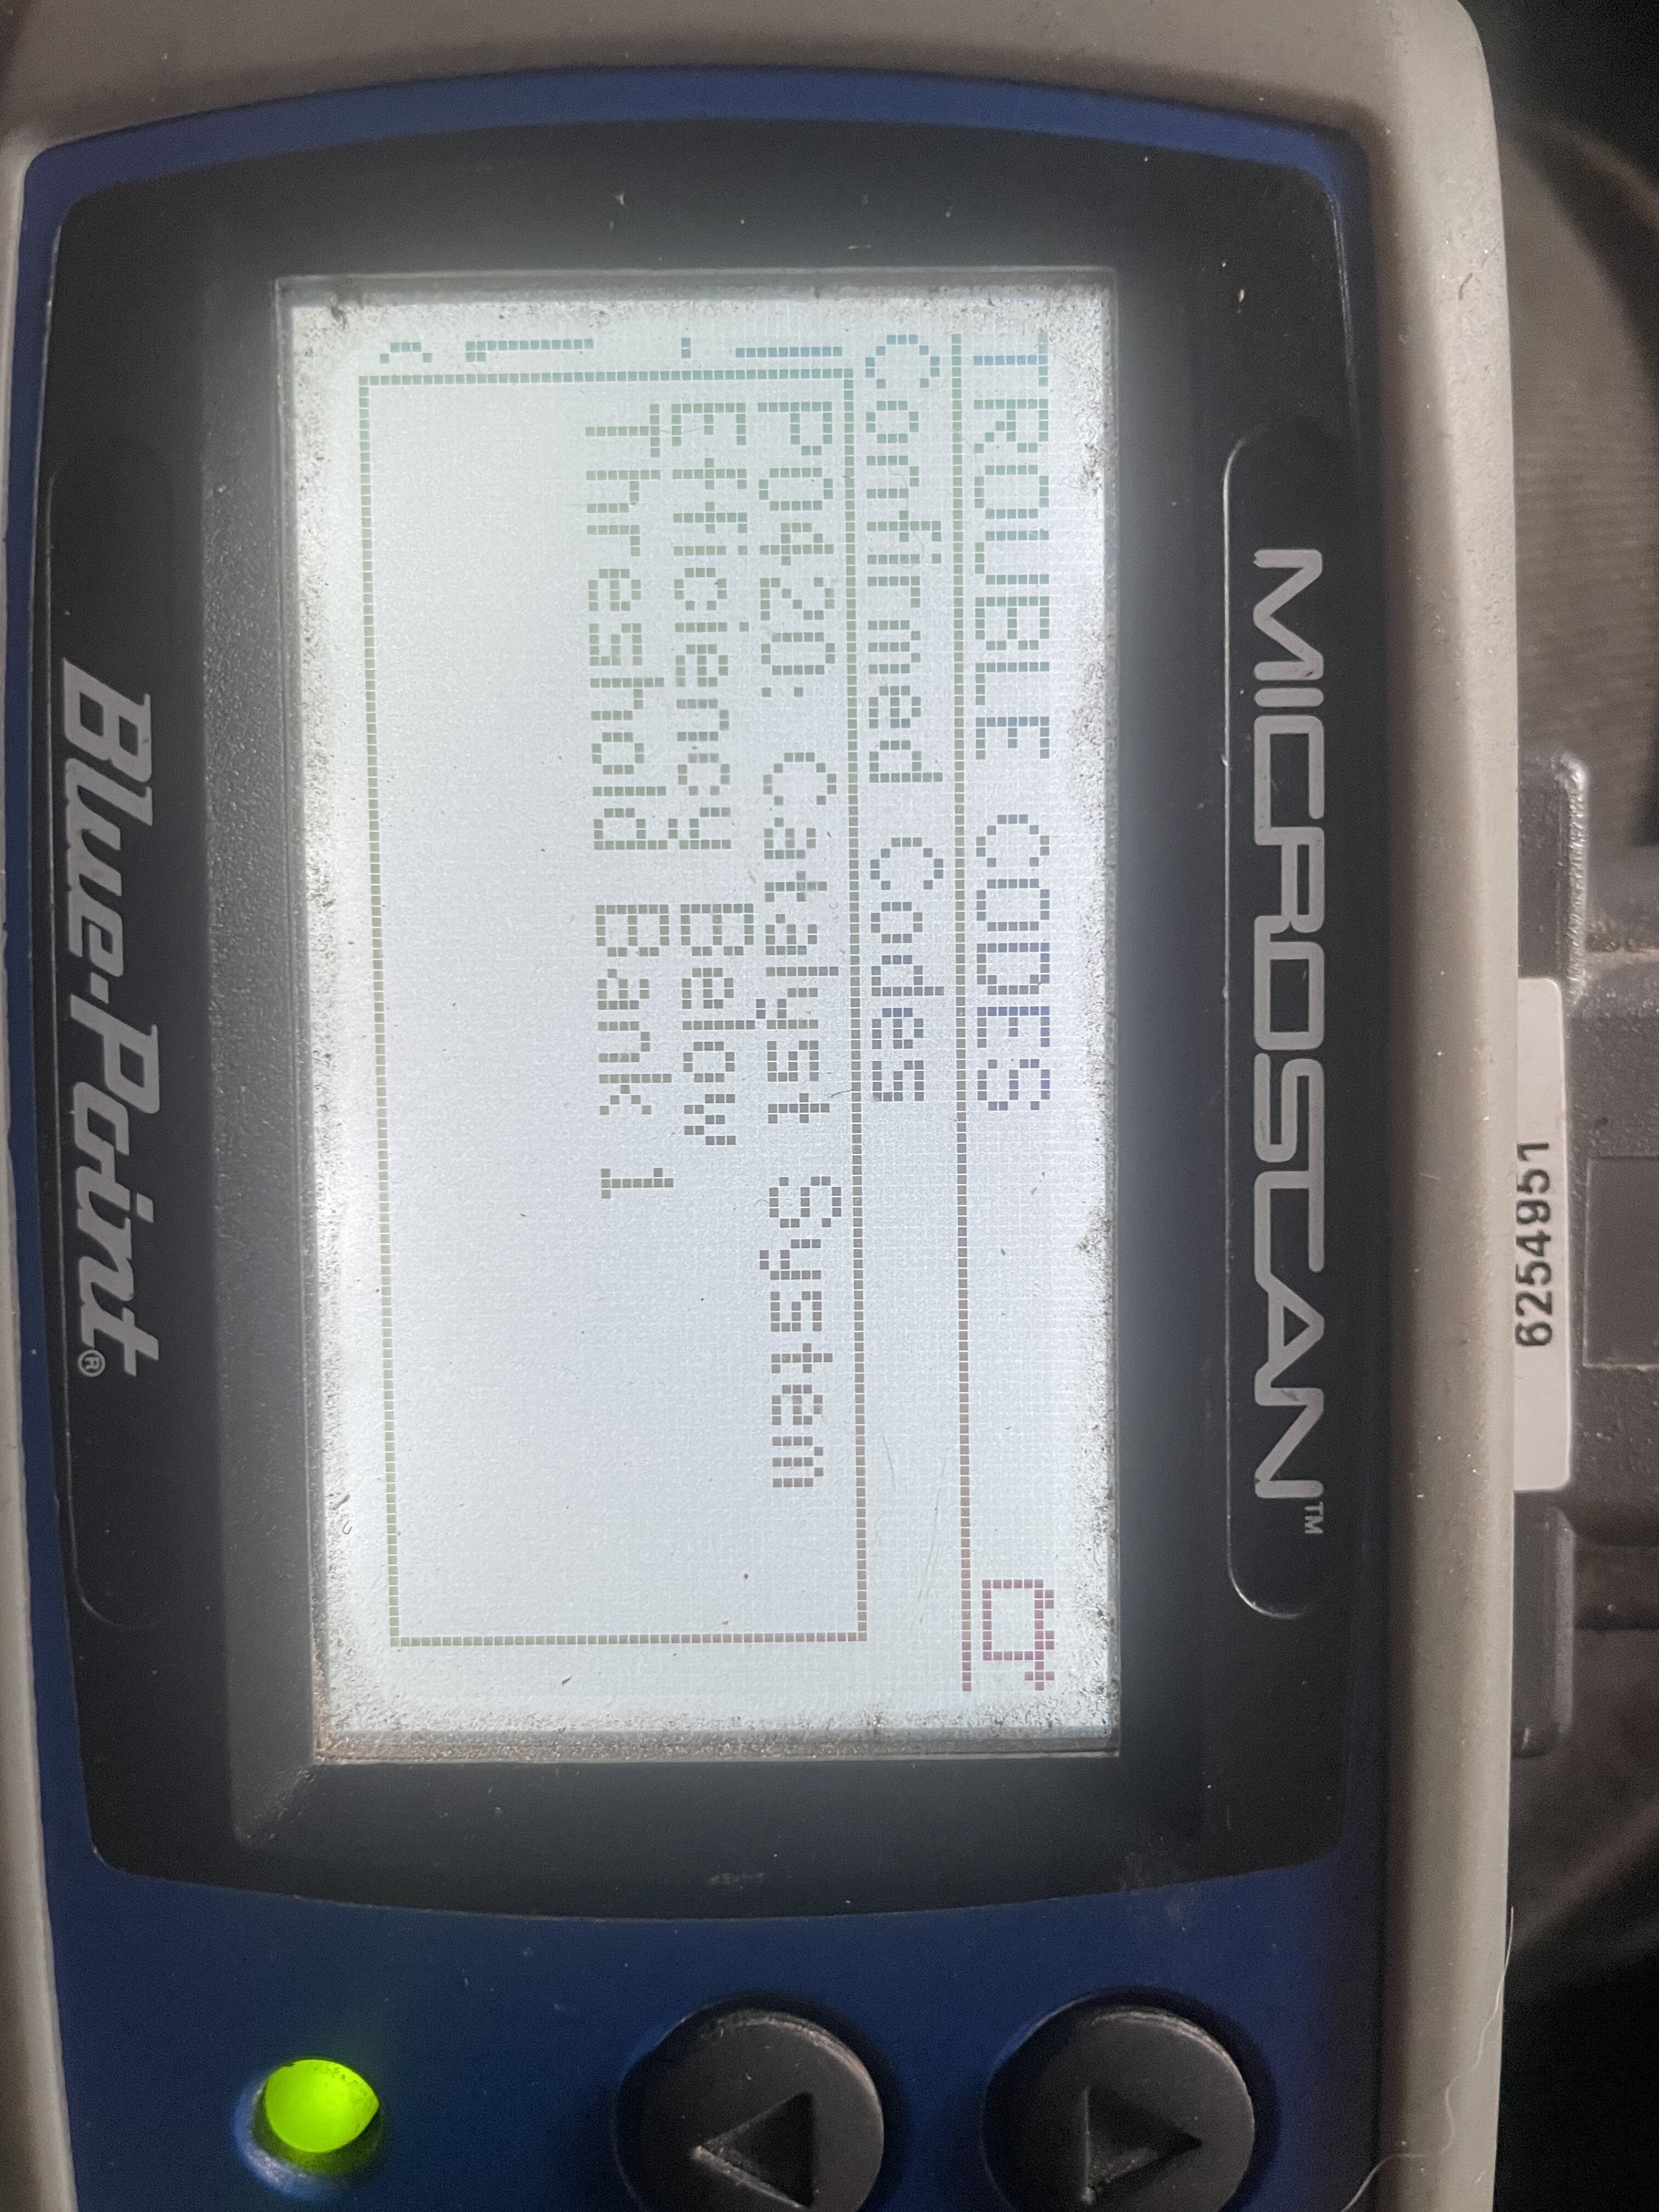 MICROSCAN™
TROUBLE CODES
Confirmed Codes
P0420: Catalyst System
Efficiency Below
Threshold Bank 1
Blue-Point®
6254951